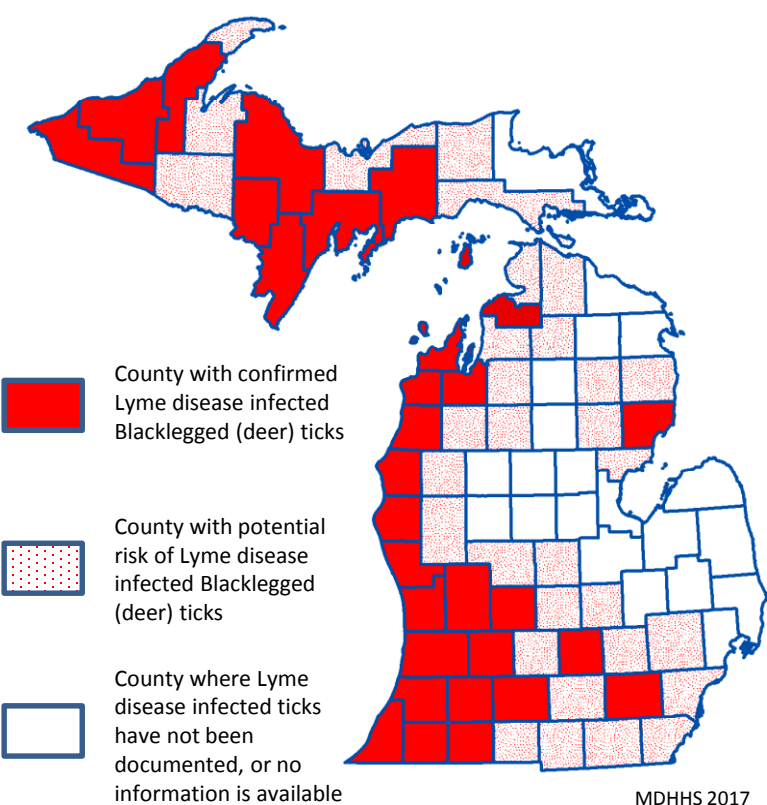 County with confirmed
Lyme disease infected
Blacklegged (deer) ticks
County with potential
risk of Lyme disease
infected Blacklegged
(deer) ticks
County where Lyme
disease infected ticks
have not been
documented, or no
information is available
MDHHS 2017